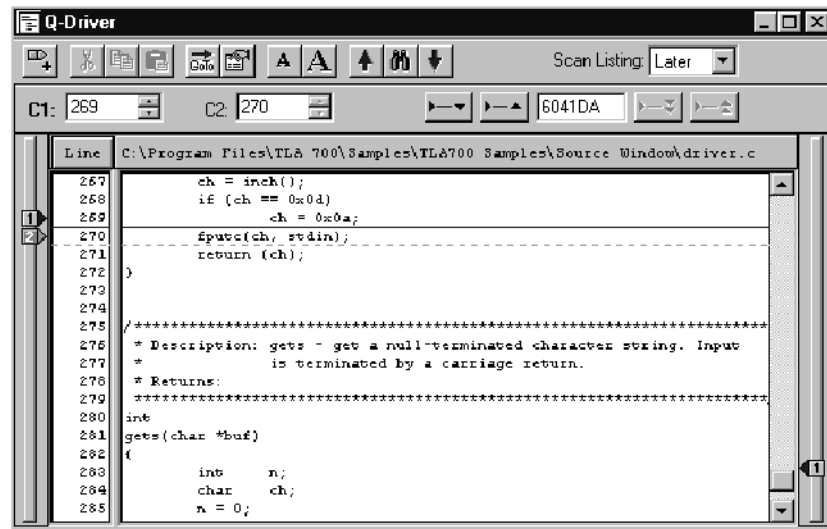 Q-Driver
Goto A A Scan Listing: Later
C1: 269 C2: 270 6041DA
Line C:\Program Files\TLA 700\Samples\TLA700 Samples\Source Window\driver.c
267 ch = inch();
268 if (ch == 0x0d)
1 269 ch = 0x0a;
2 270 fputc(ch, stdin);
271 return (ch);
272 }
273
274
275 /*********************************************************************
276 * Description: gets - get a null-terminated character string. Input
277 * is terminated by a carriage return.
278 * Returns:
279 *********************************************************************
280 int
281 gets(char *buf)
282 {
283 int n; 1
284 char ch;
285 n = 0;